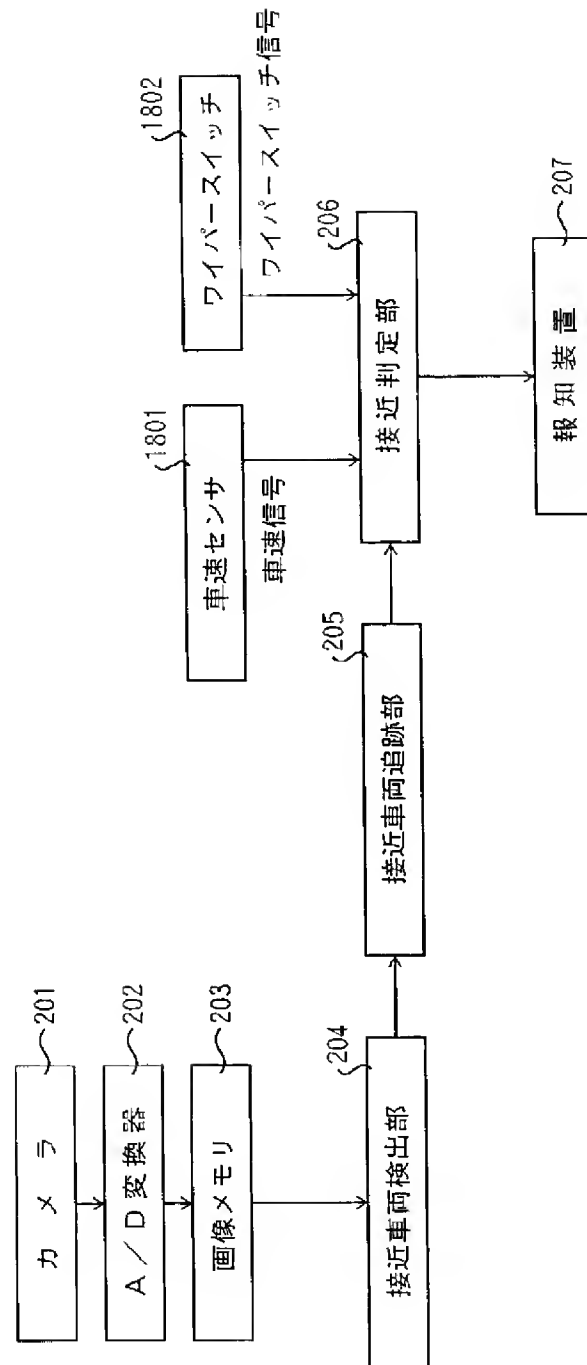 カメラ
201
A/D変換器
202
画像メモリ
203
接近車両検出部
204
接近車両追跡部
205
車速センサ
1801
車速信号
ワイパースイッチ
1802
ワイパースイッチ信号
接近判定部
206
報知装置
207